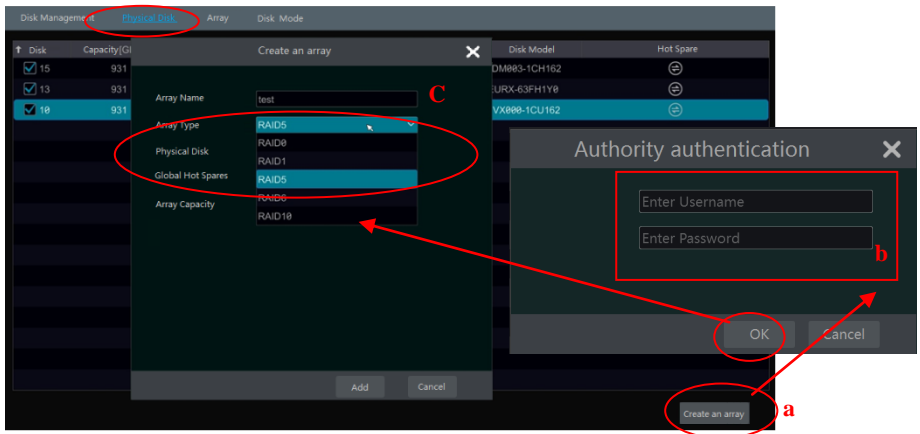 Disk Management Physical Disk Array Disk Mode
Disk Capacity[GB Create an array Disk Model Hot Spare
15 931 DM003-1CH162
13 931 EURX-63FH1Y0
10 931 VX000-1CU162
Array Name test C
Array Type RAID5
Physical Disk RAID0
RAID1
Global Hot Spares RAID5
Array Capacity RAID6
RAID10
Authority authentication
Enter Username
Enter Password
b
OK Cancel
Add Cancel
Create an array a